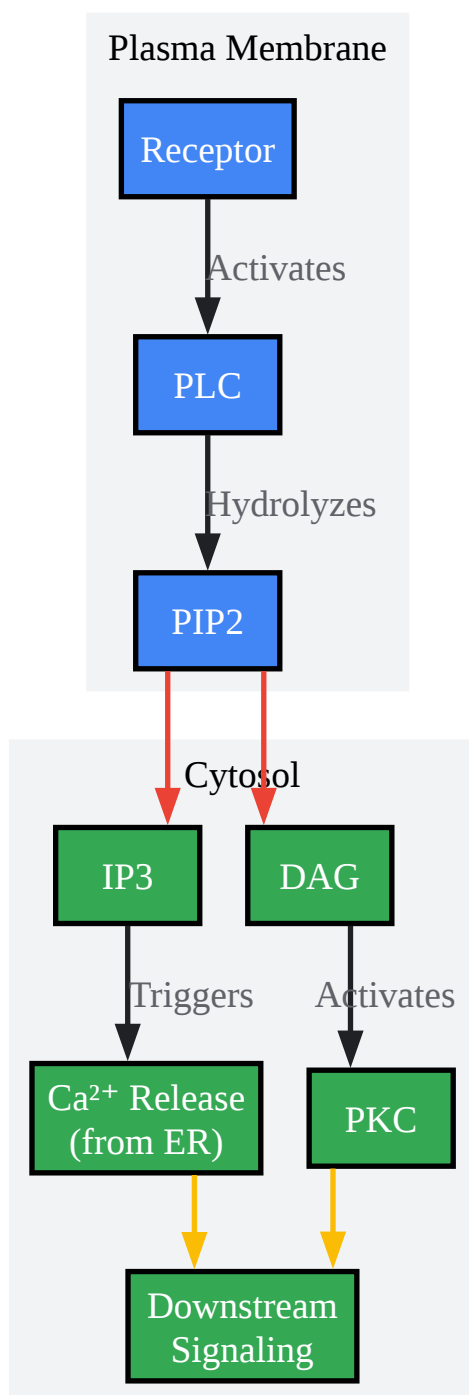 Plasma Membrane
Receptor
Activates
PLC
Hydrolyzes
PIP2
Cytosol
IP3
DAG
Triggers
Activates
Ca²⁺ Release
(from ER)
PKC
Downstream
Signaling